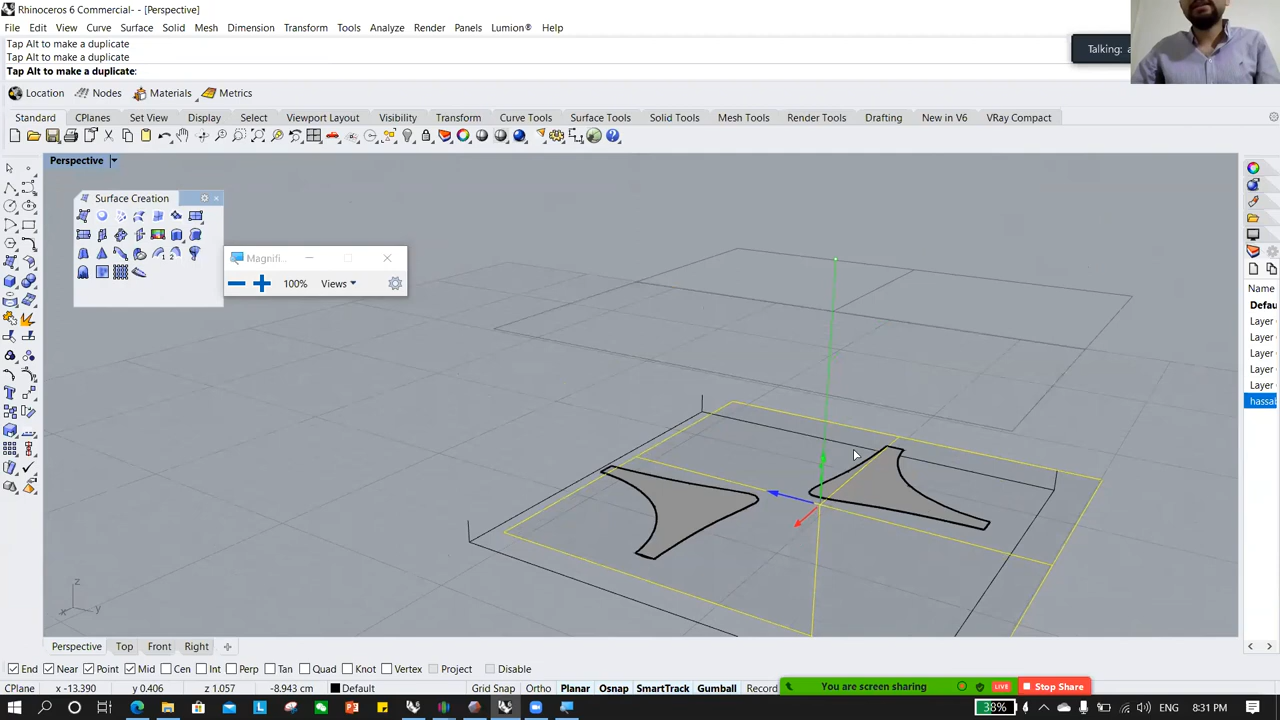 Rhinoceros 6 Commercial- - [Perspective]
File Edit View Curve Surface Solid Mesh Dimension Transform Tools Analyze Render Panels Lumion® Help
Tap Alt to make a duplicate
Tap Alt to make a duplicate
Tap Alt to make a duplicate:
Talking: a
Location Nodes Materials Metrics
Standard CPlanes Set View Display Select Viewport Layout Visibility Transform Curve Tools Surface Tools Solid Tools Mesh Tools Render Tools Drafting New in V6 VRay Compact
Perspective
Surface Creation
Magnifi...
100% Views
Name
Defau
Layer
Layer
Layer
Layer
Layer
hassa
z
x y
Perspective Top Front Right
End Near Point Mid Cen Int Perp Tan Quad Knot Vertex Project Disable
CPlane x -13.390 y 0.406 z 1.057 -8.943 cm Default Grid Snap Ortho Planar Osnap SmartTrack Gumball Record
You are screen sharing LIVE Stop Share
38% ENG 8:31 PM